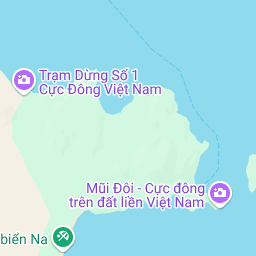 Trạm Dừng Số 1
Cực Đông Việt Nam
Mũi Đôi - Cực đông
trên đất liền Việt Nam
biển Na